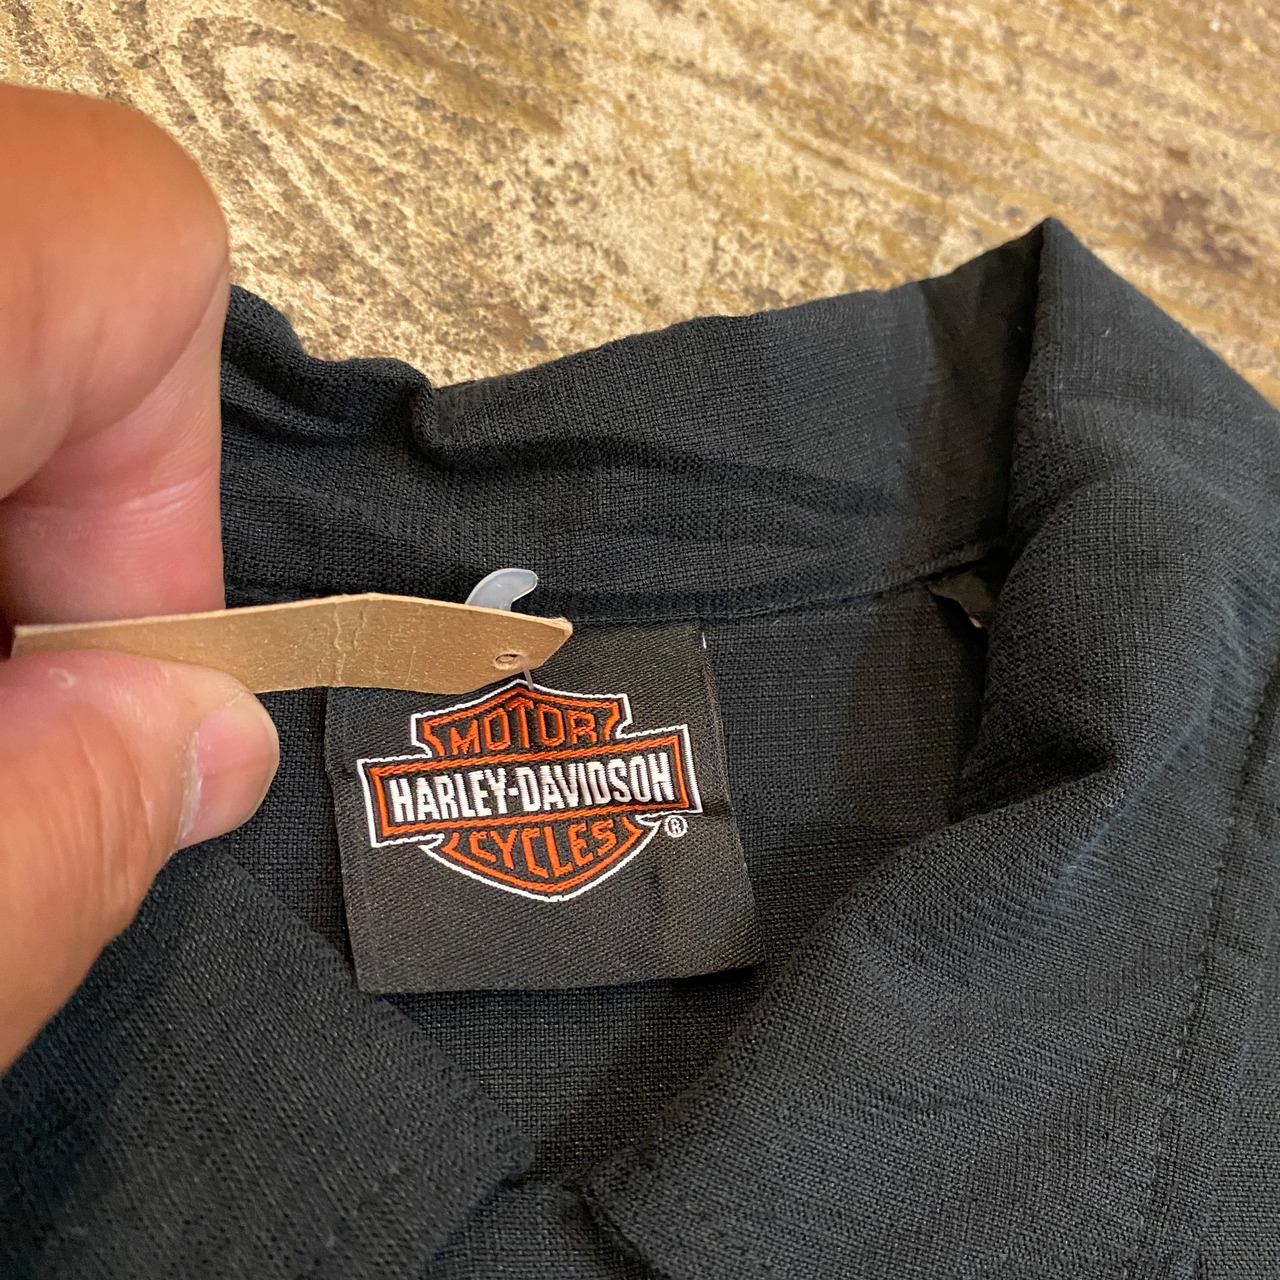 MOTOR
HARLEY-DAVIDSON
CYCLES
®